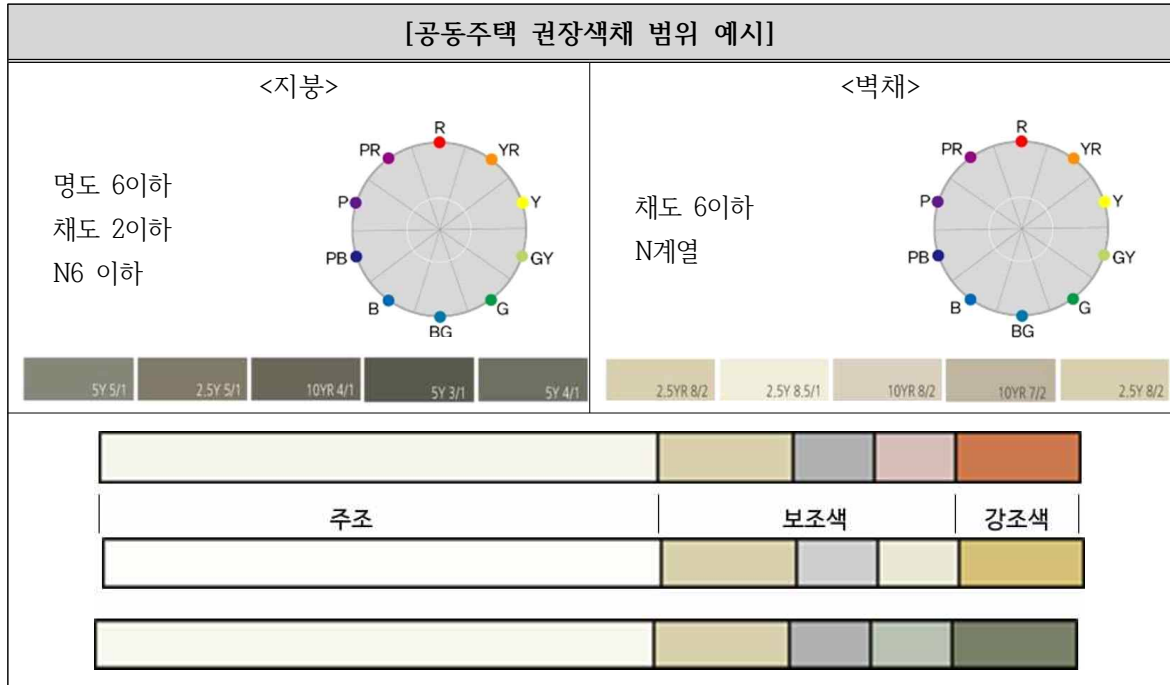 [공동주택 권장색채 범위 예시]
<지붕>
명도 6이하
채도 2이하
N6 이하
R
YR
Y
GY
G
BG
B
PB
P
PR
5Y 5/1
2.5Y 5/1
10YR 4/1
5Y 3/1
5Y 4/1
<벽채>
채도 6이하
N계열
R
YR
Y
GY
G
BG
B
PB
P
PR
2.5YR 8/2
2.5Y 8.5/1
10YR 8/2
10YR 7/2
2.5Y 8/2
주조
보조색
강조색